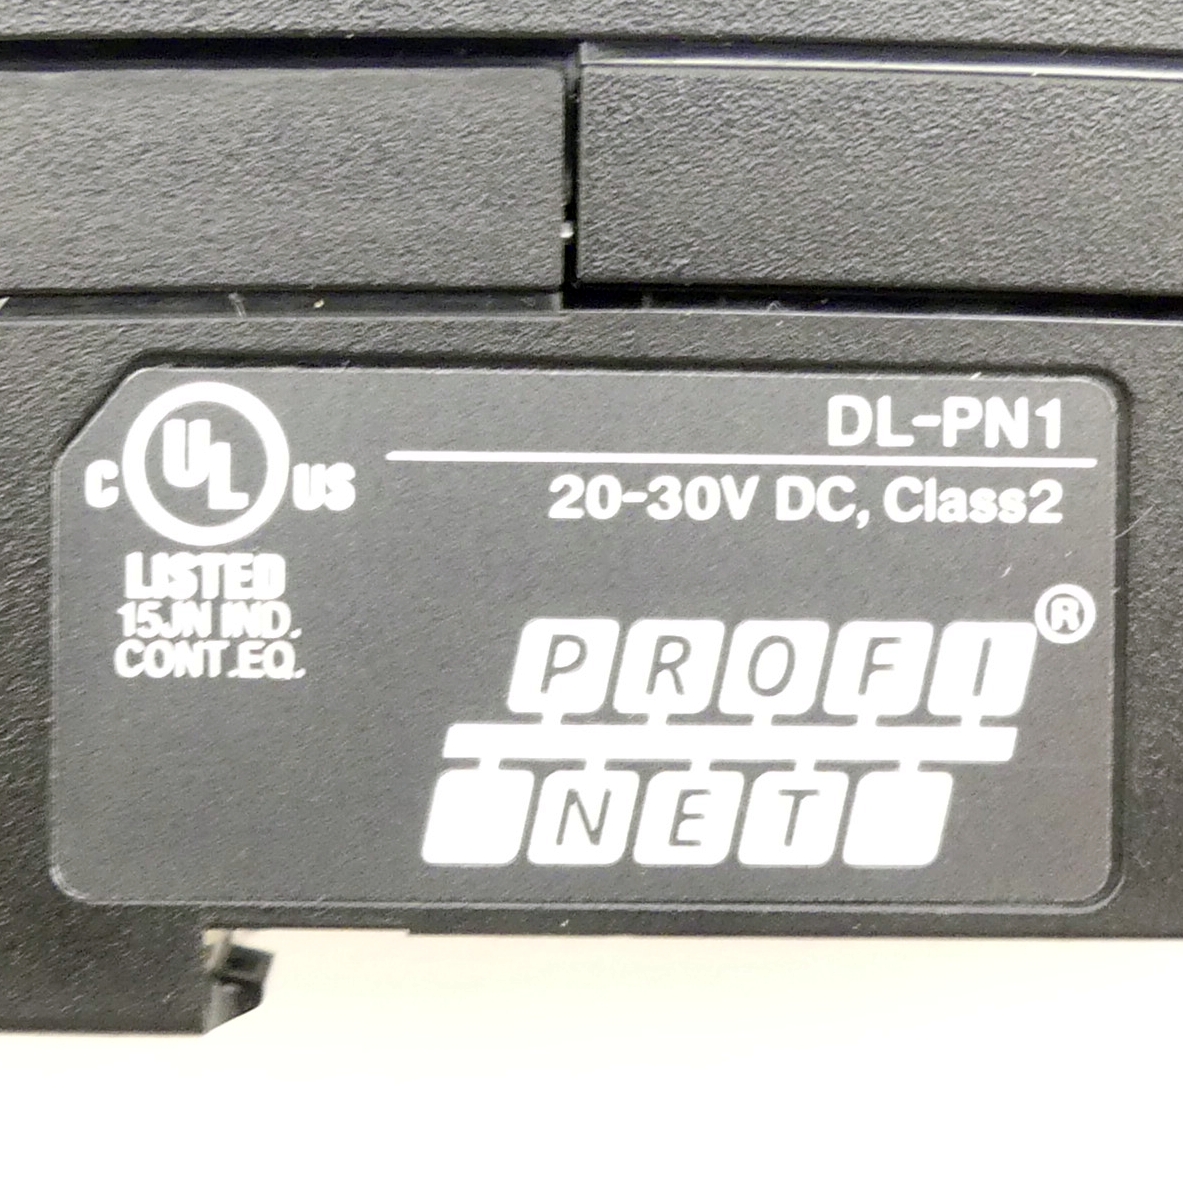 DL-PN1
20-30V DC, Class2
C UL US
LISTED
15JN IND.
CONT.EQ.
PROFI®
NET